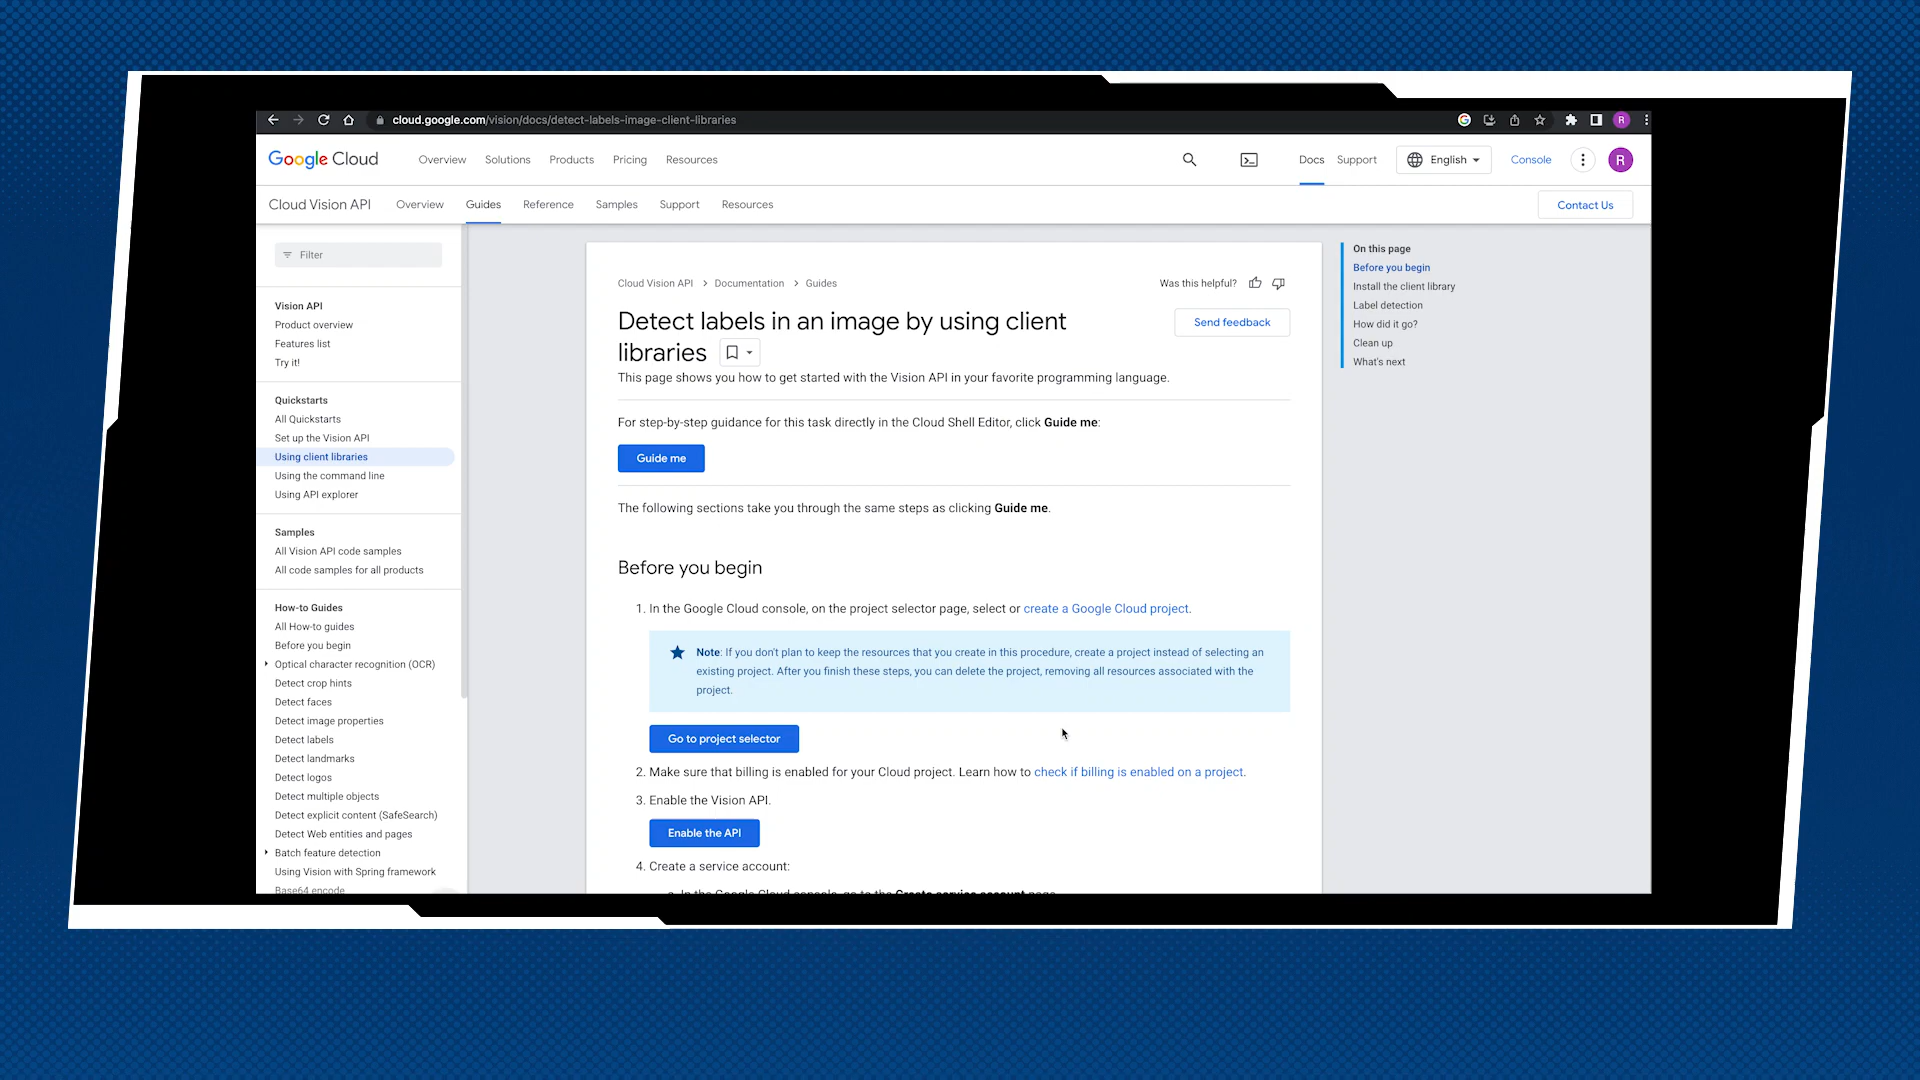 cloud.google.com/vision/docs/detect-labels-image-client-libraries
R
Google Cloud
Overview
Solutions
Products
Pricing
Resources
Docs
Support
English
Console
R
Cloud Vision API
Overview
Guides
Reference
Samples
Support
Resources
Contact Us
Filter
Vision API
Product overview
Features list
Try it!
Quickstarts
All Quickstarts
Set up the Vision API
Using client libraries
Using the command line
Using API explorer
Samples
All Vision API code samples
All code samples for all products
How-to Guides
All How-to guides
Before you begin
Optical character recognition (OCR)
Detect crop hints
Detect faces
Detect image properties
Detect labels
Detect landmarks
Detect logos
Detect multiple objects
Detect explicit content (SafeSearch)
Detect Web entities and pages
Batch feature detection
Using Vision with Spring framework
Base64 encode
Cloud Vision API > Documentation > Guides
Was this helpful?
Detect labels in an image by using client
libraries
Send feedback
This page shows you how to get started with the Vision API in your favorite programming language.
For step-by-step guidance for this task directly in the Cloud Shell Editor, click Guide me:
Guide me
The following sections take you through the same steps as clicking Guide me.
Before you begin
1. In the Google Cloud console, on the project selector page, select or create a Google Cloud project.
Note: If you don't plan to keep the resources that you create in this procedure, create a project instead of selecting an
existing project. After you finish these steps, you can delete the project, removing all resources associated with the
project.
Go to project selector
2. Make sure that billing is enabled for your Cloud project. Learn how to check if billing is enabled on a project.
3. Enable the Vision API.
Enable the API
4. Create a service account:
a. In the Google Cloud console, go to the Create service account page.
On this page
Before you begin
Install the client library
Label detection
How did it go?
Clean up
What's next